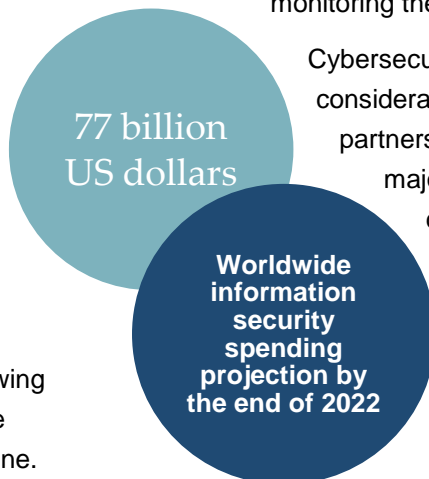 monitoring the
Cybersecu
considera
partners
maj
77 billion
US dollars
Worldwide
information
security
spending
projection by
the end of 2022
wing
ne.